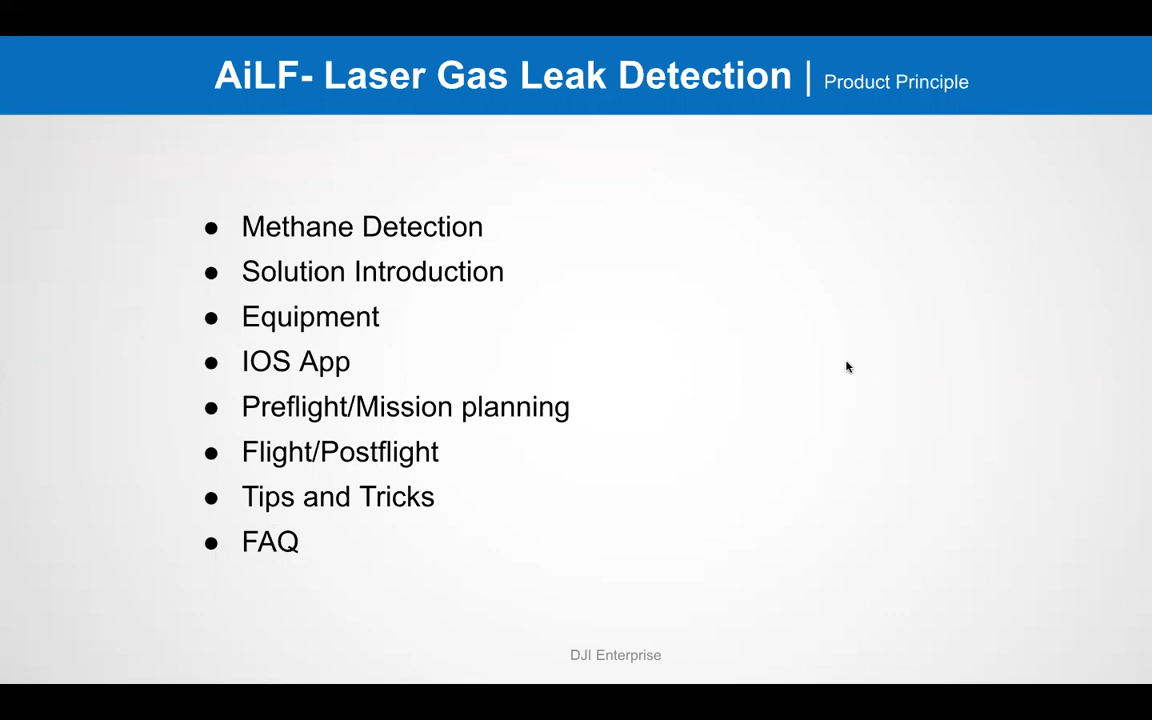 AiLF- Laser Gas Leak Detection | Product Principle
● Methane Detection
● Solution Introduction
● Equipment
● IOS App
● Preflight/Mission planning
● Flight/Postflight
● Tips and Tricks
● FAQ
DJI Enterprise